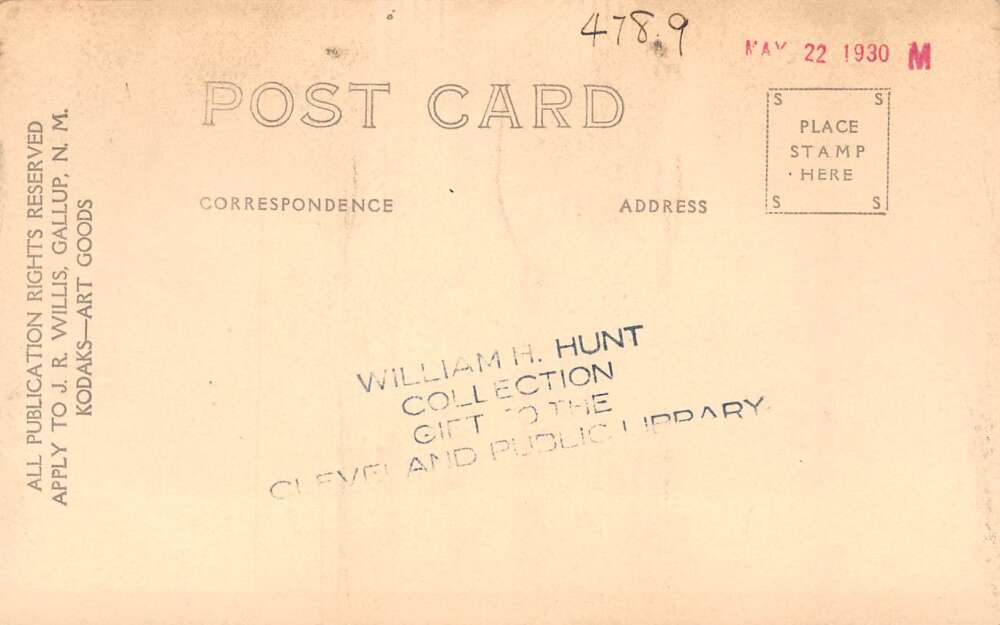 478.9
MAY 22 1930 M
POST CARD
S S
PLACE
STAMP
HERE
S S
CORRESPONDENCE
ADDRESS
ALL PUBLICATION RIGHTS RESERVED
APPLY TO J. R. WILLIS, GALLUP, N. M.
KODAKS—ART GOODS
WILLIAM H. HUNT
COLLECTION
GIFT TO THE
CLEVELAND PUBLIC LIBRARY